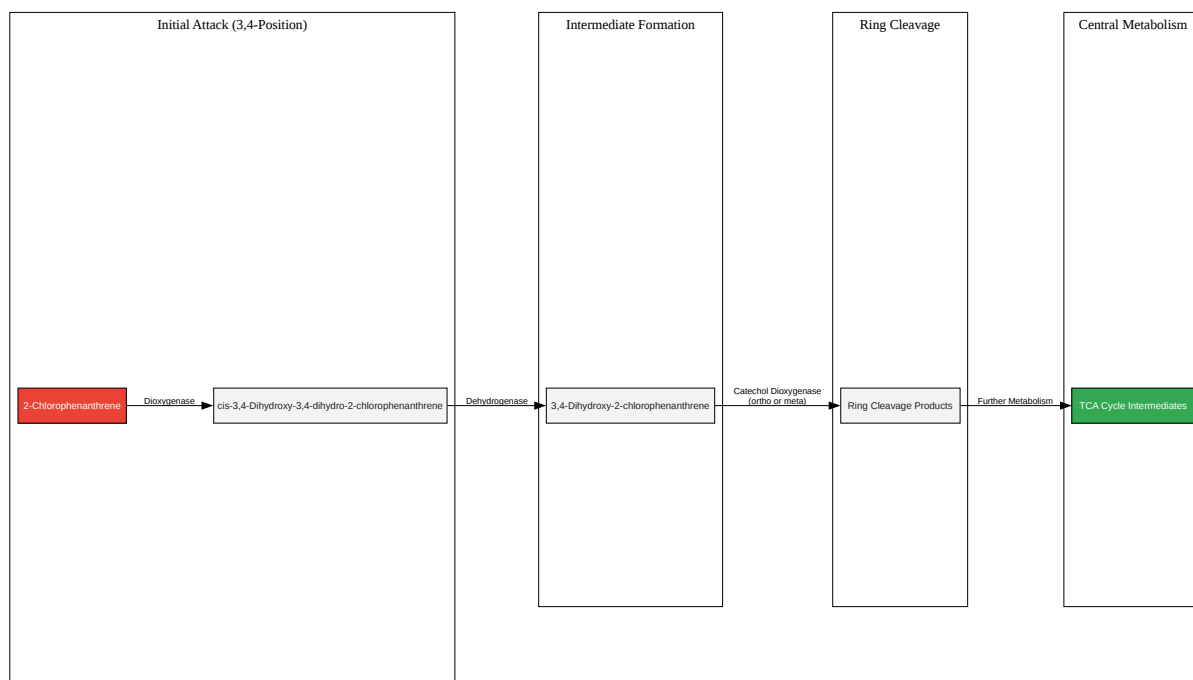 Initial Attack (3,4-Position)
Intermediate Formation
Ring Cleavage
Central Metabolism
2-Chlorophenanthrene
Dioxygenase
cis-3,4-Dihydroxy-3,4-dihydro-2-chlorophenanthrene
Dehydrogenase
3,4-Dihydroxy-2-chlorophenanthrene
Catechol Dioxygenase
(ortho or meta)
Ring Cleavage Products
Further Metabolism
TCA Cycle Intermediates